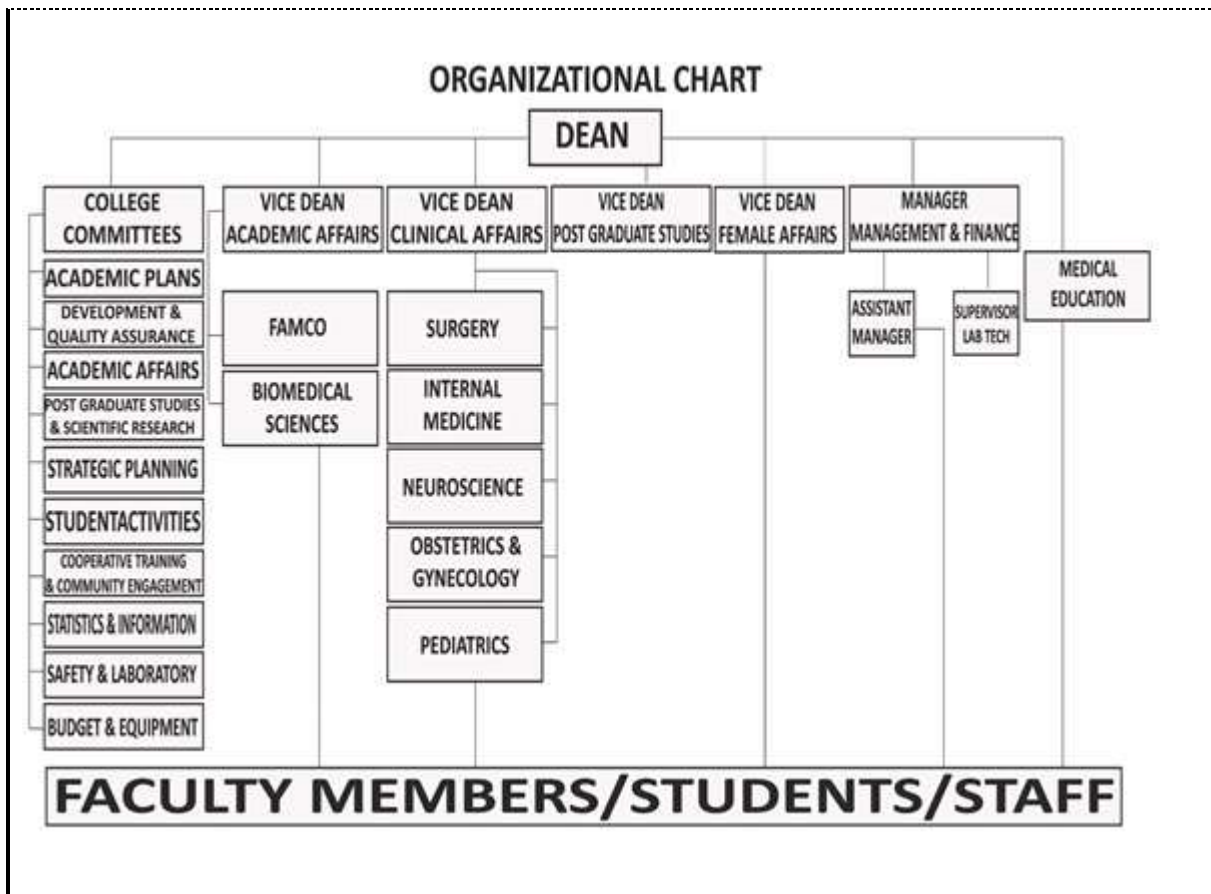 ORGANIZATIONAL CHART
DEAN
COLLEGE
COMMITTEES
VICE DEAN
ACADEMIC AFFAIRS
VICE DEAN
CLINICAL AFFAIRS
VICE DEAN
POST GRADUATE STUDIES
VICE DEAN
FEMALE AFFAIRS
MANAGER
MANAGEMENT & FINANCE
MEDICAL
EDUCATION
ACADEMIC PLANS
DEVELOPMENT &
QUALITY ASSURANCE
ACADEMIC AFFAIRS
POST GRADUATE STUDIES
& SCIENTIFIC RESEARCH
STRATEGIC PLANNING
STUDENTACTIVITIES
COOPERATIVE TRAINING
& COMMUNITY ENGAGEMENT
STATISTICS & INFORMATION
SAFETY & LABORATORY
BUDGET & EQUIPMENT
FAMCO
BIOMEDICAL
SCIENCES
SURGERY
INTERNAL
MEDICINE
NEUROSCIENCE
OBSTETRICS &
GYNECOLOGY
PEDIATRICS
ASSISTANT
MANAGER
SUPERVISOR
LAB TECH
FACULTY MEMBERS/STUDENTS/STAFF